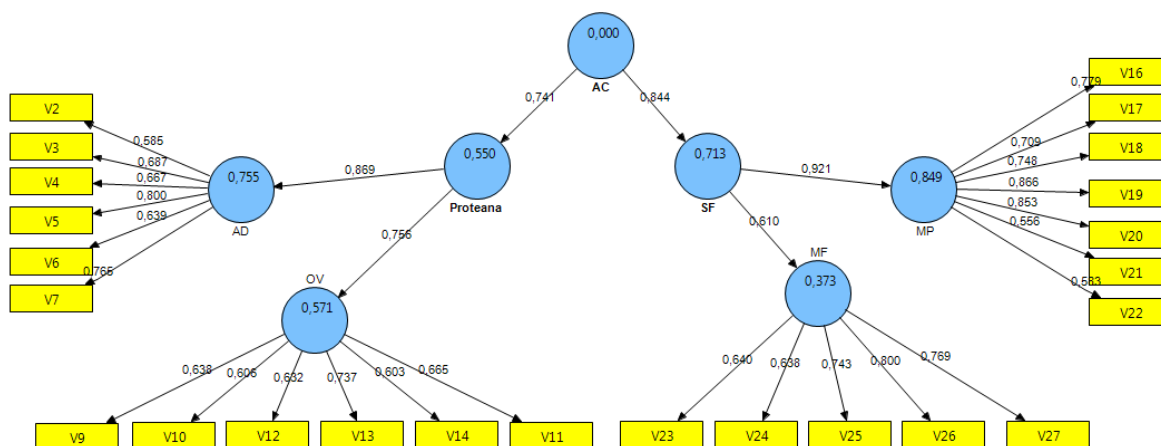 0,000
AC
0,741
0,844
V2
V3
V4
V5
V6
V7
0,585
0,687
0,667
0,800
0,639
0,766
0,755
AD
0,869
0,550
Proteana
0,713
SF
0,921
0,849
MP
0,779
0,709
0,748
0,866
0,853
0,556
0,583
V16
V17
V18
V19
V20
V21
V22
0,756
0,610
OV
0,571
MF
0,373
0,638
0,606
0,632
0,737
0,603
0,665
0,640
0,638
0,743
0,800
0,769
V9
V10
V12
V13
V14
V11
V23
V24
V25
V26
V27